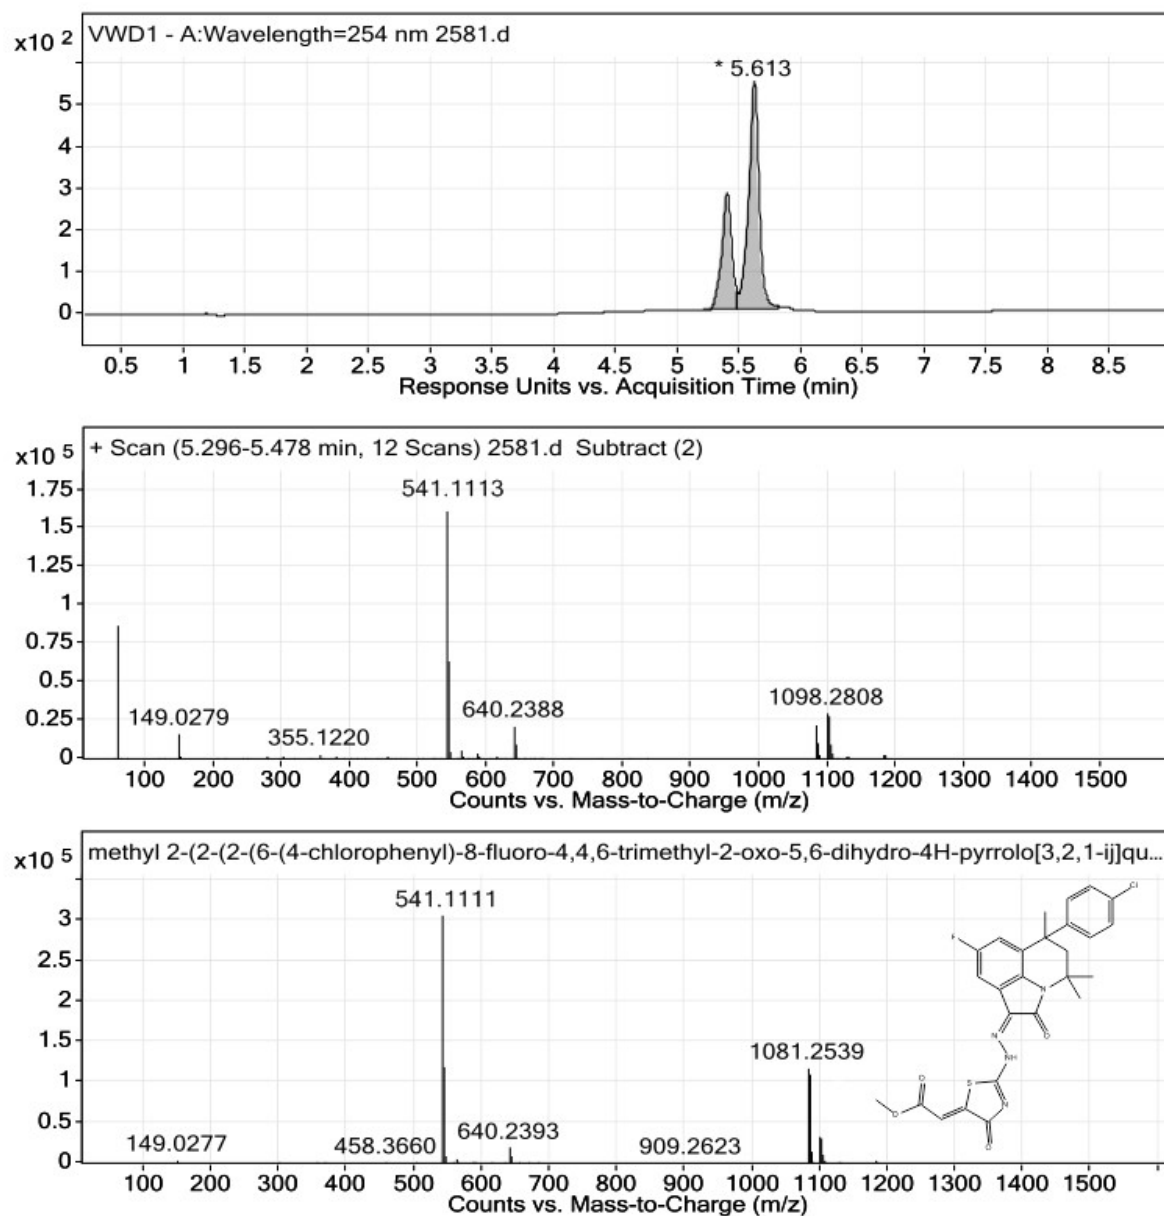 VWD1 - A:Wavelength=254 nm 2581.d
x10 2
* 5.613
5
4
3
2
1
0
0.5 1 1.5 2 2.5 3 3.5 4 4.5 5 5.5 6 6.5 7 7.5 8 8.5
Response Units vs. Acquisition Time (min)
+ Scan (5.296-5.478 min, 12 Scans) 2581.d Subtract (2)
x10 5
1.75
1.5
1.25
1
0.75
0.5
0.25
0
541.1113
149.0279
355.1220
640.2388
1098.2808
100 200 300 400 500 600 700 800 900 1000 1100 1200 1300 1400 1500
Counts vs. Mass-to-Charge (m/z)
methyl 2-(2-(2-(6-(4-chlorophenyl)-8-fluoro-4,4,6-trimethyl-2-oxo-5,6-dihydro-4H-pyrrolo[3,2,1-ij]qu...
x10 5
3
2.5
2
1.5
1
0.5
0
541.1111
1081.2539
149.0277
458.3660
640.2393
909.2623
Cl
F
N
O
N
NH
S
N
O
O
O
100 200 300 400 500 600 700 800 900 1000 1100 1200 1300 1400 1500
Counts vs. Mass-to-Charge (m/z)